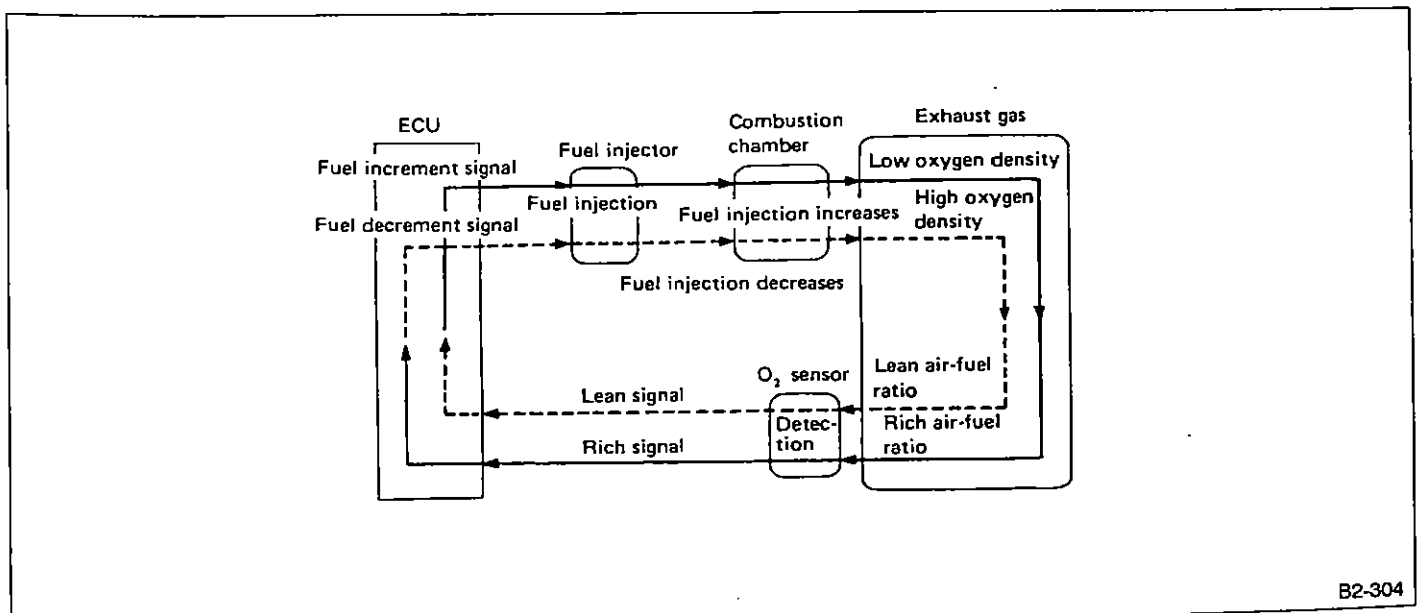 ECU
Fuel increment signal
Fuel decrement signal
Fuel injector
Fuel injection
Combustion
chamber
Fuel injection increases
Fuel injection decreases
Exhaust gas
Low oxygen density
High oxygen
density
Lean air-fuel
ratio
Rich air-fuel
ratio
O₂ sensor
Detec-
tion
Lean signal
Rich signal
B2-304